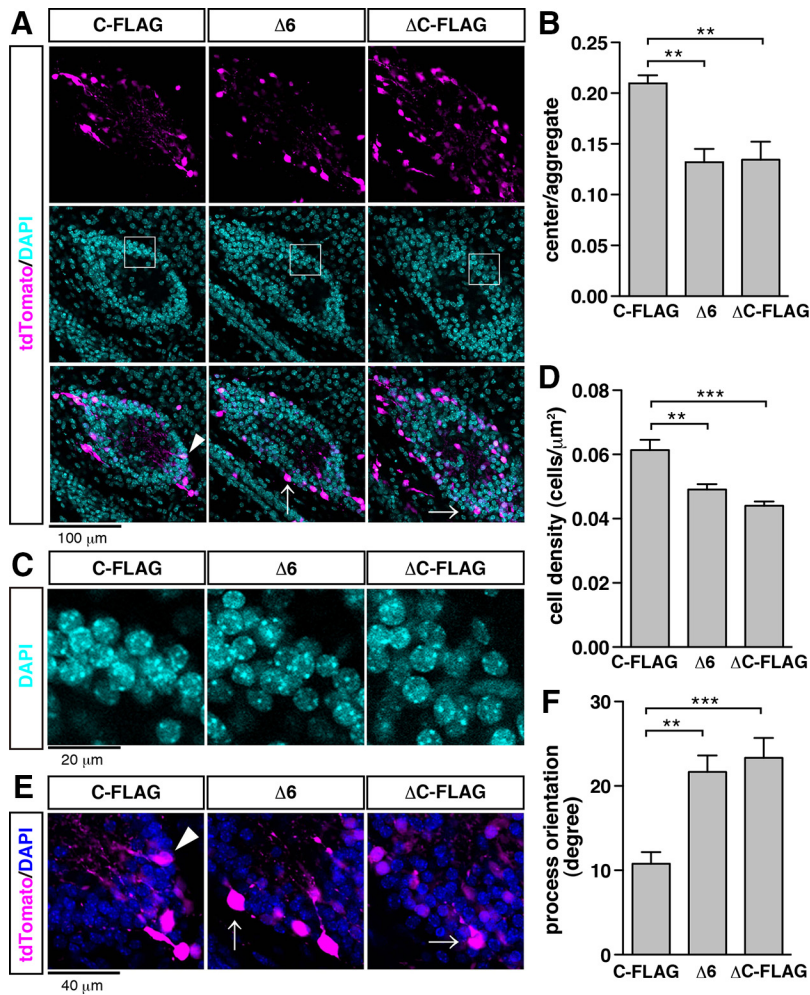 A
C-FLAG
Δ6
ΔC-FLAG
tdTomato/DAPI
100 μm
B
center/aggregate
0.25
0.20
0.15
0.10
0.05
0.00
**
**
C-FLAG
Δ6
ΔC-FLAG
C
C-FLAG
Δ6
ΔC-FLAG
DAPI
20 μm
D
cell density (cells/μm²)
0.08
0.06
0.04
0.02
0.00
**
***
C-FLAG
Δ6
ΔC-FLAG
E
C-FLAG
Δ6
ΔC-FLAG
tdTomato/DAPI
40 μm
F
process orientation
(degree)
30
20
10
0
**
***
C-FLAG
Δ6
ΔC-FLAG